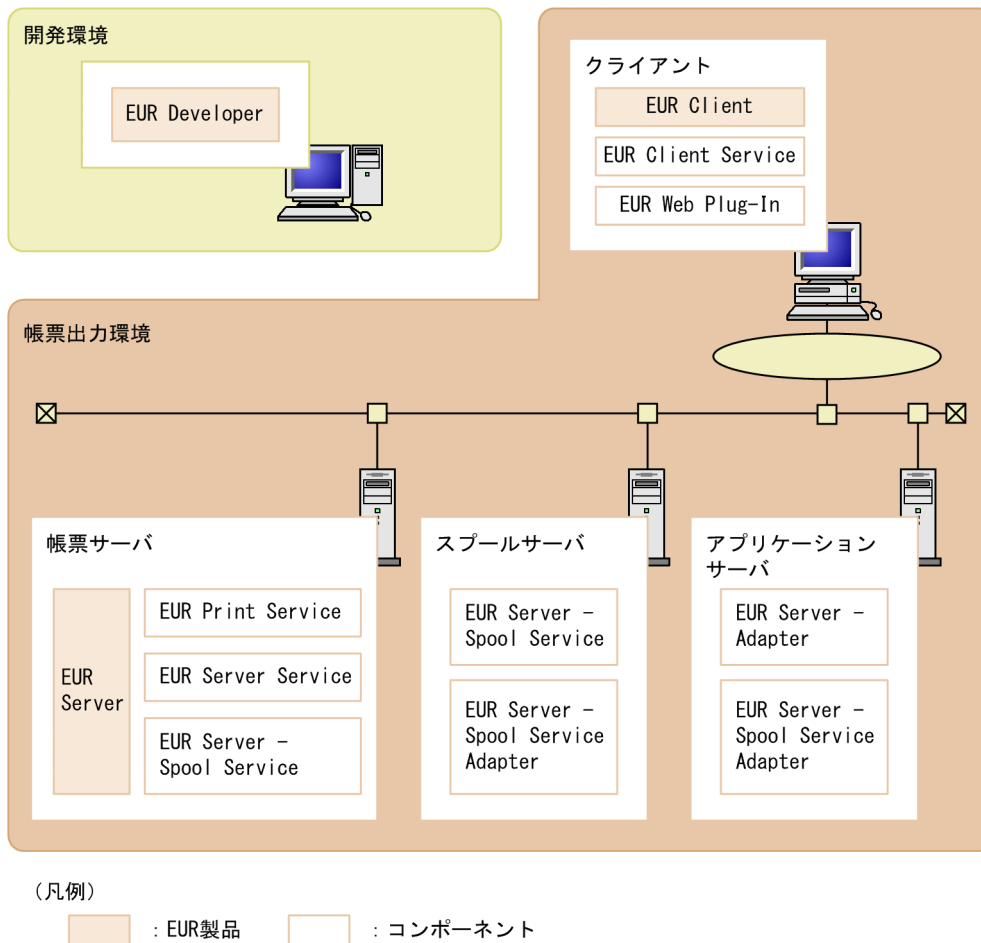 開発環境
EUR Developer
クライアント
EUR Client
EUR Client Service
EUR Web Plug-In
帳票出力環境
帳票サーバ
EUR
Server
EUR Print Service
EUR Server Service
EUR Server −
Spool Service
スプールサーバ
EUR Server −
Spool Service
EUR Server −
Spool Service
Adapter
アプリケーション
サーバ
EUR Server −
Adapter
EUR Server −
Spool Service
Adapter
（凡例）
：EUR製品
：コンポーネント